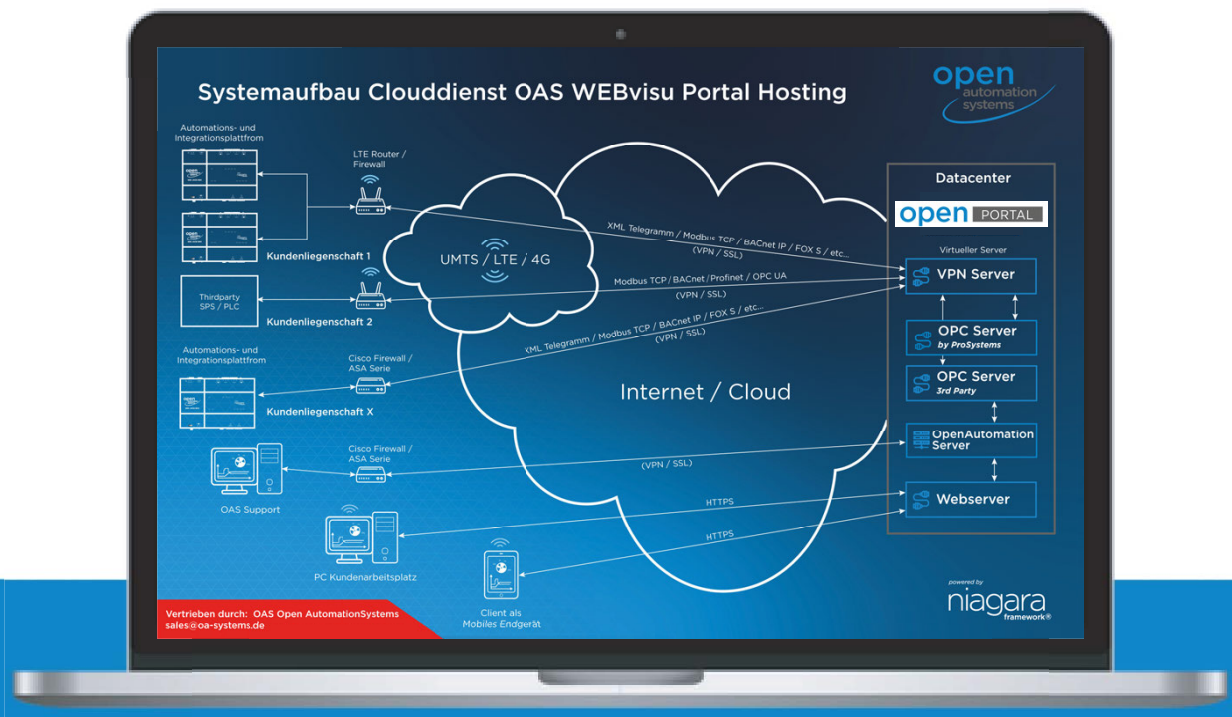 Systemaufbau Clouddienst OAS WEBvisu Portal Hosting
open
automation
systems
Automations- und
Integrationsplattfrom
LTE Router /
Firewall
Kundenliegenschaft 1
Thirdparty
SPS / PLC
Kundenliegenschaft 2
Automations- und
Integrationsplattfrom
Cisco Firewall /
ASA Serie
Kundenliegenschaft X
Cisco Firewall /
ASA Serie
OAS Support
PC Kundenarbeitsplatz
Client als
Mobiles Endgerät
UMTS / LTE / 4G
Internet / Cloud
XML Telegramm / Modbus TCP / BACnet IP / FOX S / etc...
(VPN / SSL)
Modbus TCP / BACnet / Profinet / OPC UA
(VPN / SSL)
XML Telegramm / Modbus TCP / BACnet IP / FOX S / etc...
(VPN / SSL)
(VPN / SSL)
HTTPS
HTTPS
Datacenter
open PORTAL
Virtueller Server
VPN Server
OPC Server
by ProSystems
OPC Server
3rd Party
OpenAutomation
Server
Webserver
powered by
niagara
framework®
Vertrieben durch: OAS Open AutomationSystems
sales@oa-systems.de